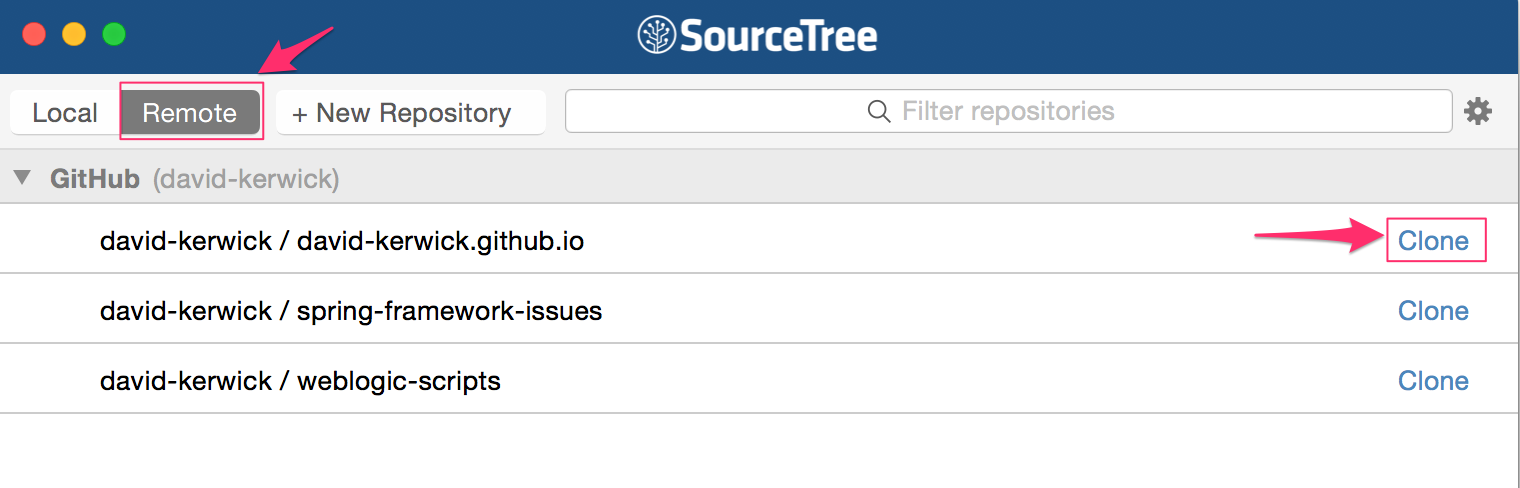 SourceTree
Local Remote + New Repository Filter repositories
GitHub (david-kerwick)
david-kerwick / david-kerwick.github.io Clone
david-kerwick / spring-framework-issues Clone
david-kerwick / weblogic-scripts Clone